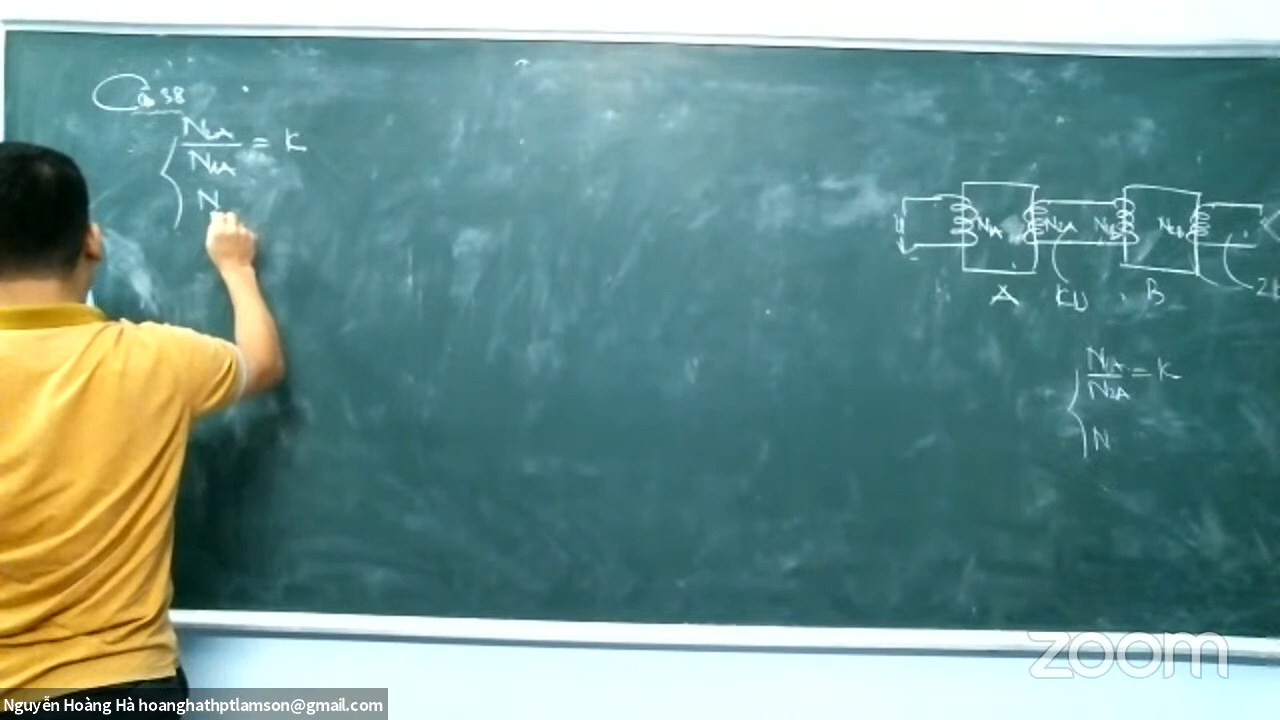 Câu 38
N2A
N1A
= k
N
N1A
N2A
N1B
N2B
A
kU
B
N1A
N2A
= k
N
zoom
Nguyễn Hoàng Hà hoanghathptlamson@gmail.com